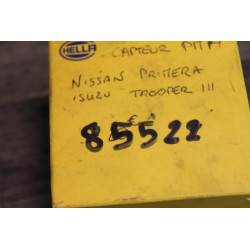 HELLA
CAPTEUR PMH
NISSAN PRIMERA
ISUZU TROOPER III
85522